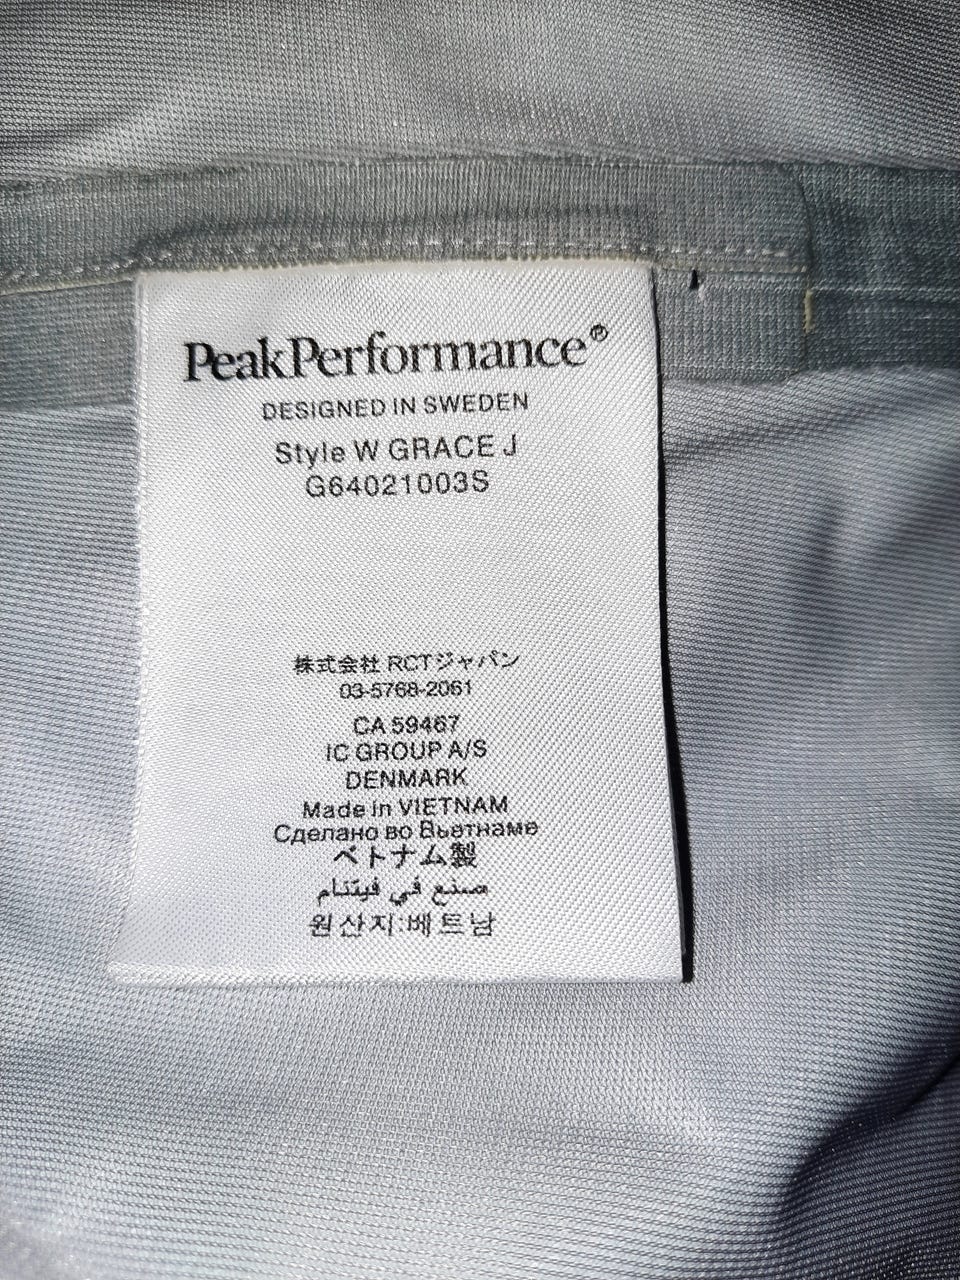 PeakPerformance®
DESIGNED IN SWEDEN
Style W GRACE J
G64021003S
株式会社 RCTジャパン
03-5768-2061
CA 59467
IC GROUP A/S
DENMARK
Made in VIETNAM
Сделано во Вьетнаме
ベトナム製
صنع في فيتنام
원산지:베트남